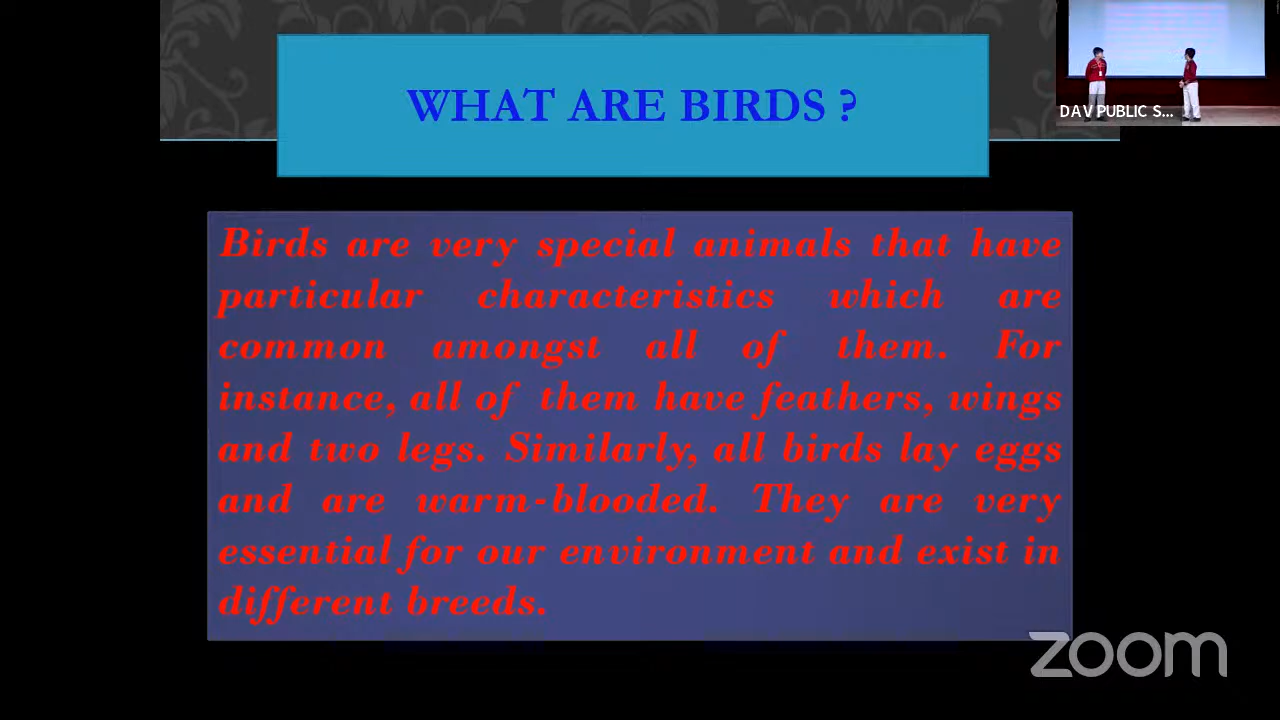 WHAT ARE BIRDS ?
DAV PUBLIC S...
Birds are very special animals that have
particular characteristics which are
common amongst all of them. For
instance, all of them have feathers, wings
and two legs. Similarly, all birds lay eggs
and are warm-blooded. They are very
essential for our environment and exist in
different breeds.
zoom